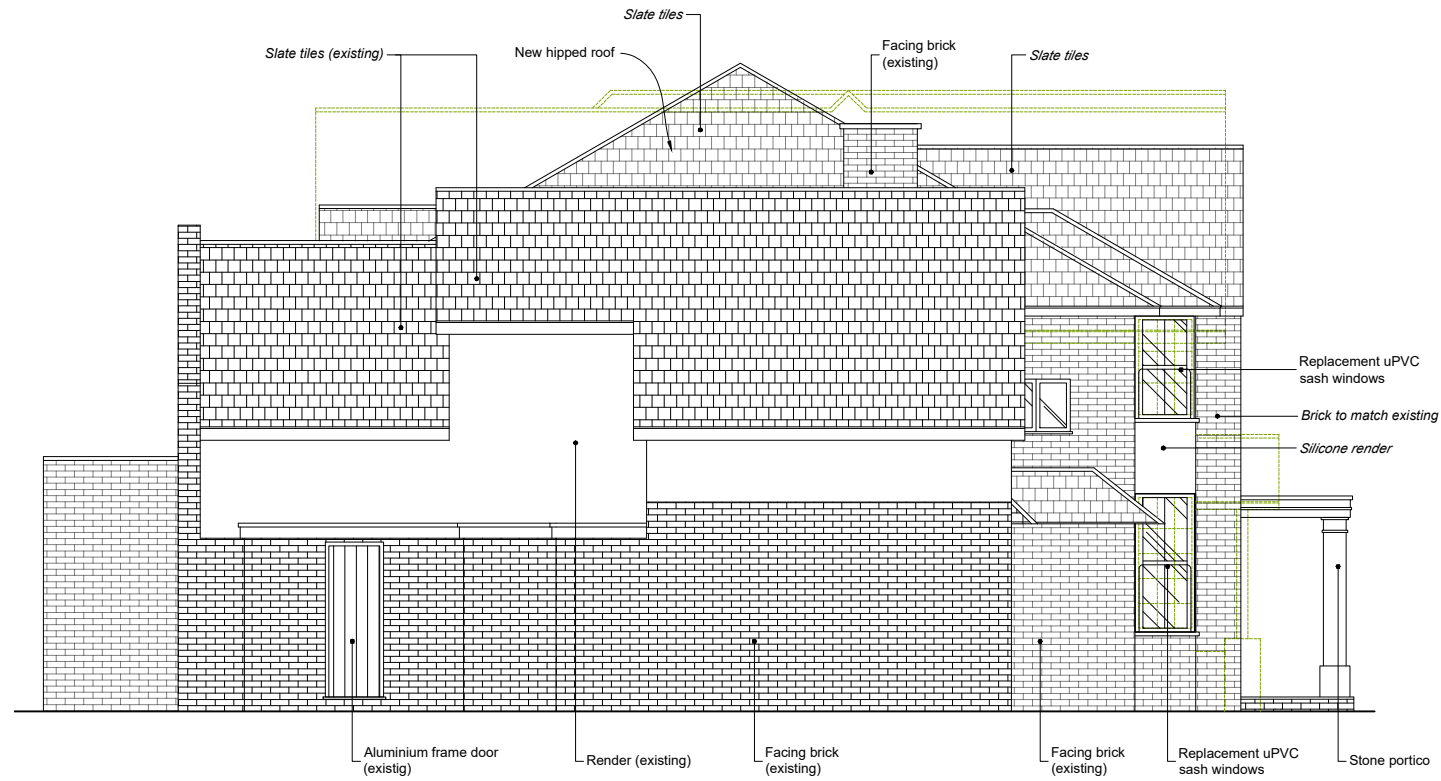 Slate tiles
Slate tiles (existing)
New hipped roof
Facing brick
(existing)
Slate tiles
Replacement uPVC
sash windows
Brick to match existing
Silicone render
Aluminium frame door
(existig)
Render (existing)
Facing brick
(existing)
Facing brick
(existing)
Replacement uPVC
sash windows
Stone portico